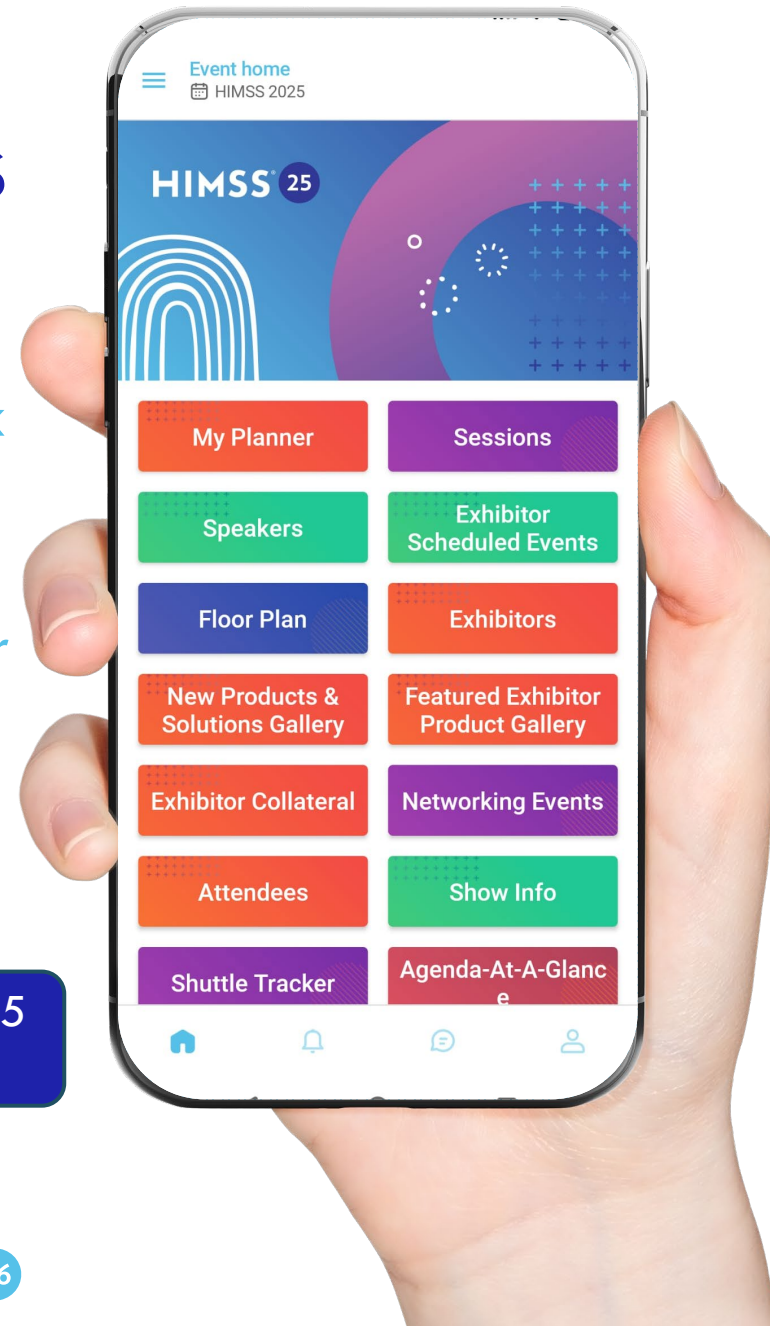 Event home
HIMSS 2025
HIMSS 25
My Planner
Sessions
Speakers
Exhibitor
Scheduled Events
Floor Plan
Exhibitors
New Products &
Solutions Gallery
Featured Exhibitor
Product Gallery
Exhibitor Collateral
Networking Events
Attendees
Show Info
Shuttle Tracker
Agenda-At-A-Glanc
e
5
6